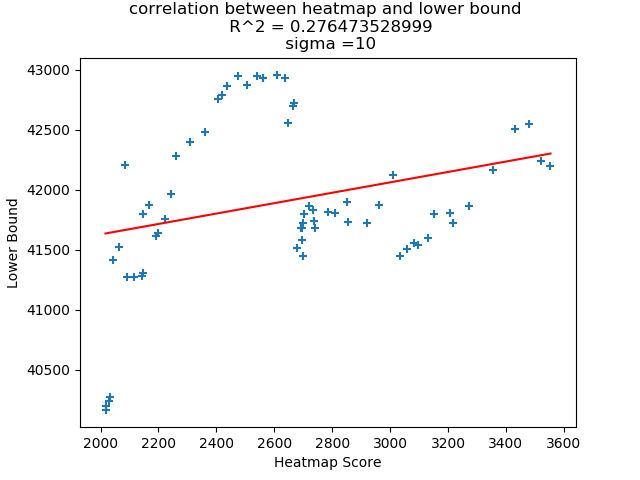 correlation between heatmap and lower bound
R^2 = 0.276473528999
sigma =10
43000
42500
42000
41500
41000
40500
Lower Bound
2000 2200 2400 2600 2800 3000 3200 3400 3600
Heatmap Score